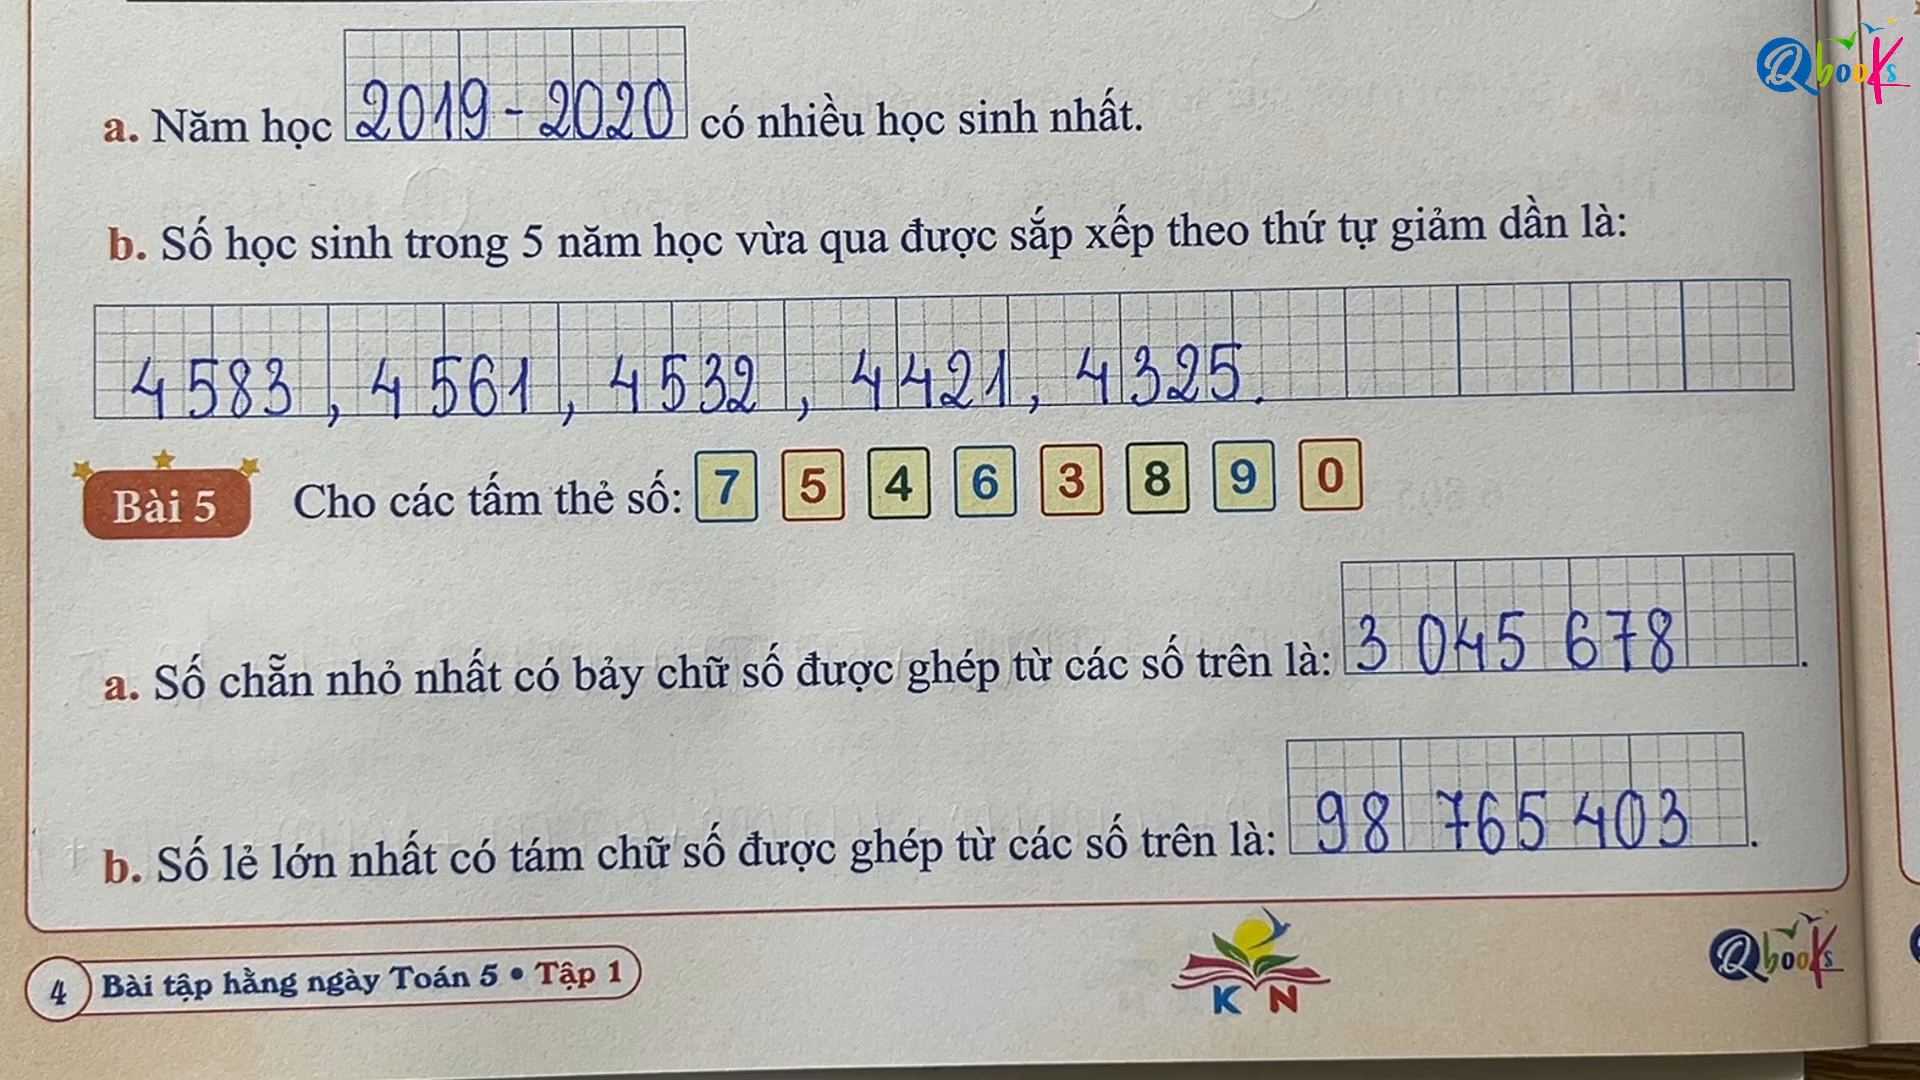 Qbooks
a. Năm học 2019 - 2020 có nhiều học sinh nhất.
b. Số học sinh trong 5 năm học vừa qua được sắp xếp theo thứ tự giảm dần là:
4583, 4561, 4532, 4421, 4325.
Bài 5 Cho các tấm thẻ số: 7 5 4 6 3 8 9 0
a. Số chẵn nhỏ nhất có bảy chữ số được ghép từ các số trên là: 3 045 678.
b. Số lẻ lớn nhất có tám chữ số được ghép từ các số trên là: 98 765 403.
4 Bài tập hằng ngày Toán 5 • Tập 1
K N
Qbooks